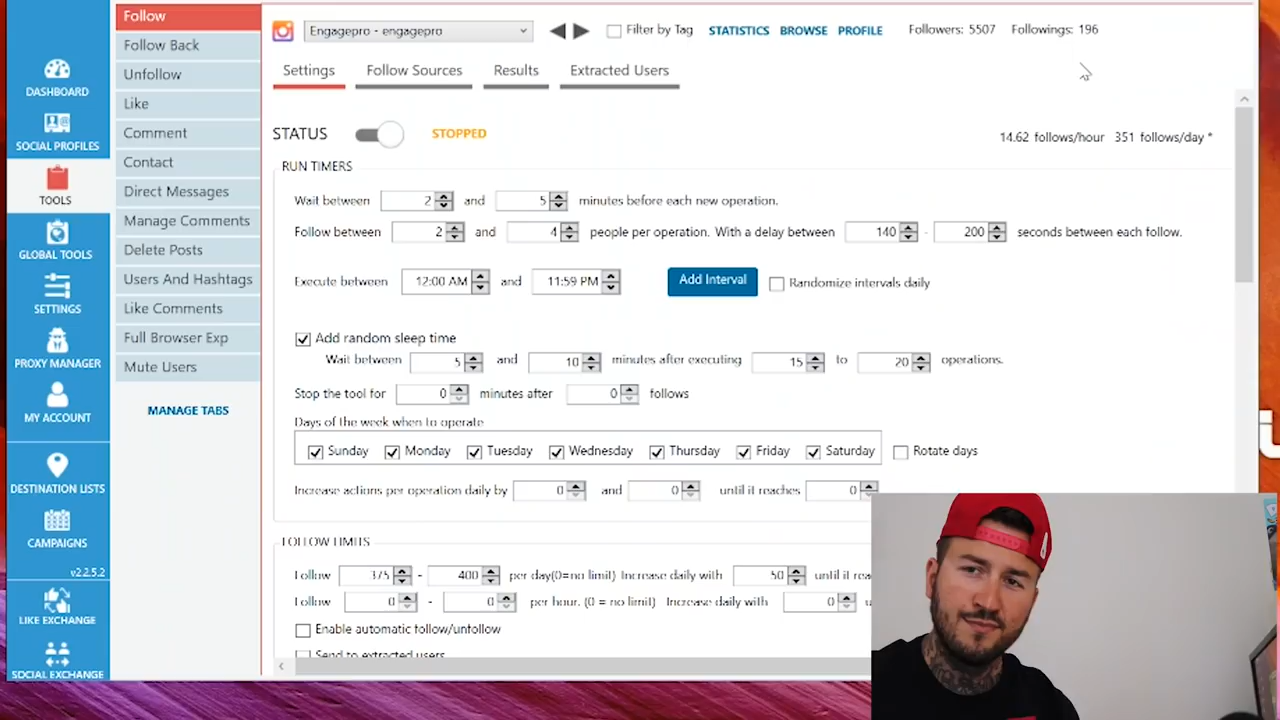 Follow
Follow Back
Unfollow
Like
Comment
Contact
Direct Messages
Manage Comments
Delete Posts
Users And Hashtags
Like Comments
Full Browser Exp
Mute Users
MANAGE TABS
DASHBOARD
SOCIAL PROFILES
TOOLS
GLOBAL TOOLS
SETTINGS
PROXY MANAGER
MY ACCOUNT
DESTINATION LISTS
CAMPAIGNS
v2.2.5.2
LIKE EXCHANGE
SOCIAL EXCHANGE
Engagepro - engagepro
Filter by Tag STATISTICS BROWSE PROFILE Followers: 5507 Followings: 196
Settings Follow Sources Results Extracted Users
STATUS STOPPED
14.62 follows/hour 351 follows/day *
RUN TIMERS
Wait between 2 and 5 minutes before each new operation.
Follow between 2 and 4 people per operation. With a delay between 140 - 200 seconds between each follow.
Execute between 12:00 AM and 11:59 PM Add Interval Randomize intervals daily
Add random sleep time
Wait between 5 and 10 minutes after executing 15 to 20 operations.
Stop the tool for 0 minutes after 0 follows
Days of the week when to operate
Sunday Monday Tuesday Wednesday Thursday Friday Saturday Rotate days
Increase actions per operation daily by 0 and 0 until it reaches 0
FOLLOW LIMITS
Follow 375 - 400 per day(0=no limit) Increase daily with 50 until it rea
Follow 0 - 0 per hour. (0 = no limit) Increase daily with 0 u
Enable automatic follow/unfollow
Send to extracted users